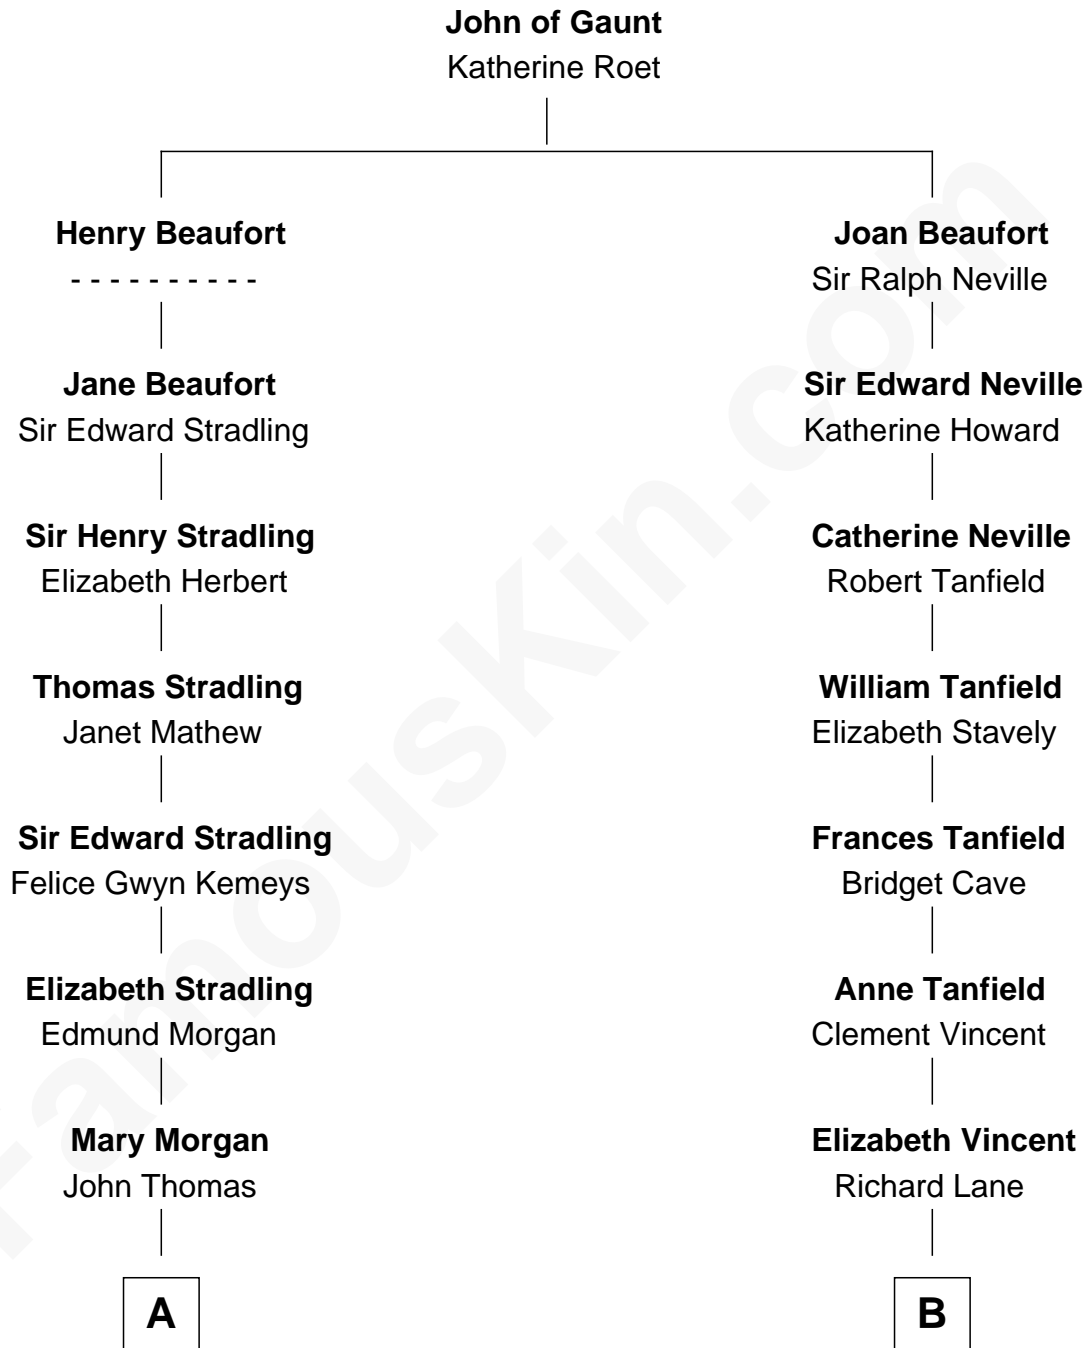 John of Gaunt
Katherine Roet
Henry Beaufort
- - - - - - - - - -
Jane Beaufort
Sir Edward Stradling
Sir Henry Stradling
Elizabeth Herbert
Thomas Stradling
Janet Mathew
Sir Edward Stradling
Felice Gwyn Kemeys
Elizabeth Stradling
Edmund Morgan
Mary Morgan
John Thomas
A
Joan Beaufort
Sir Ralph Neville
Sir Edward Neville
Katherine Howard
Catherine Neville
Robert Tanfield
William Tanfield
Elizabeth Stavely
Frances Tanfield
Bridget Cave
Anne Tanfield
Clement Vincent
Elizabeth Vincent
Richard Lane
B
FamousKin.com